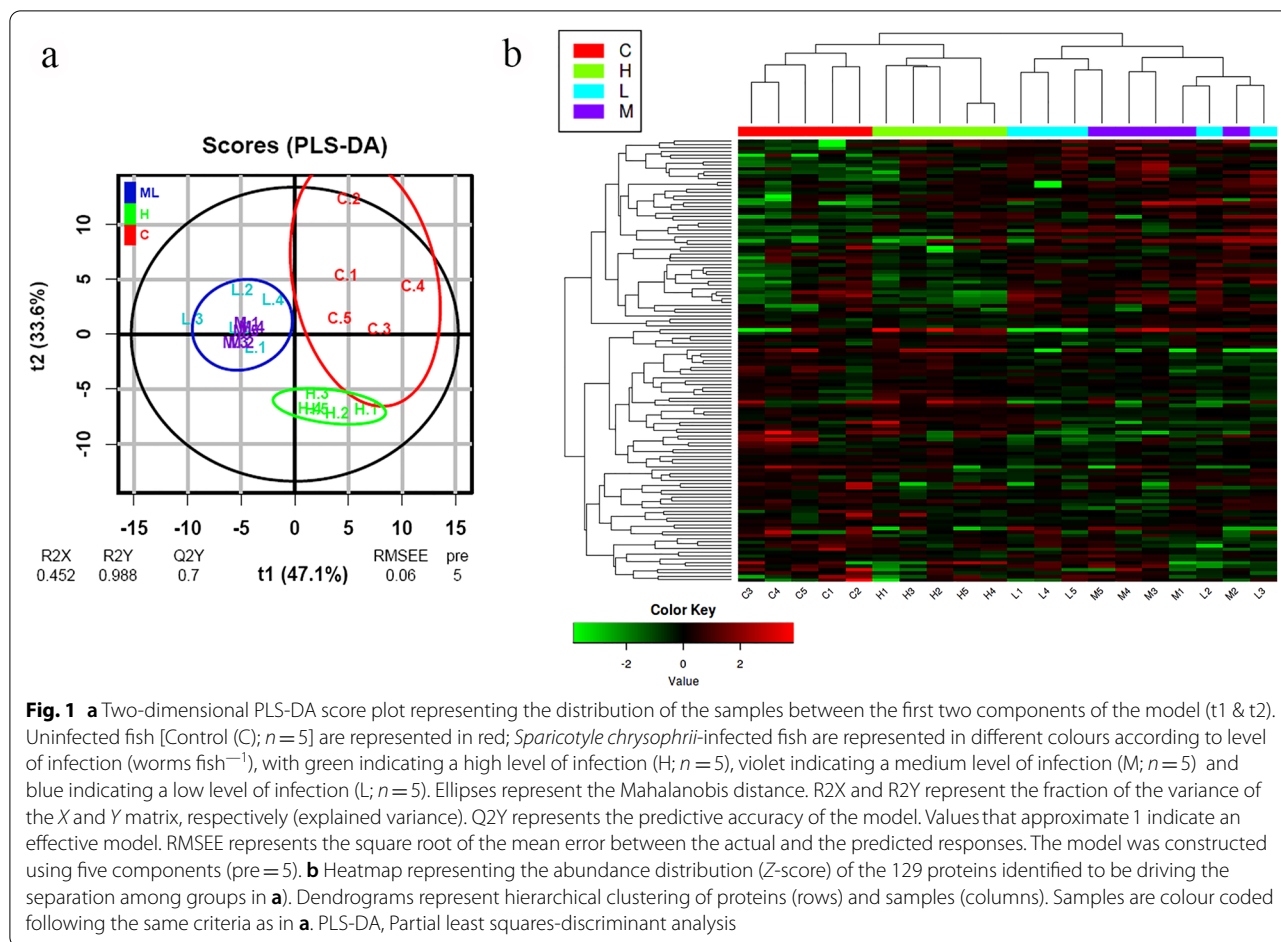 a
Scores (PLS-DA)
ML
H
C
C.2
C.1
C.4
C.5
C.3
L.2
L.4
L.3
M.1
L.1
H.3
H.2
H.1
10
5
0
-5
-10
t2 (33.6%)
-15 -10 -5 0 5 10 15
R2X R2Y Q2Y RMSEE pre
0.452 0.988 0.7 t1 (47.1%) 0.06 5
b
C
H
L
M
C3 C4 C5 C1 C2 H1 H3 H2 H5 H4 L1 L4 L5 M5 M4 M3 M1 L2 M2 L3
Color Key
-2 0 2
Value
Fig. 1 a Two-dimensional PLS-DA score plot representing the distribution of the samples between the first two components of the model (t1 & t2).
Uninfected fish [Control (C); n = 5] are represented in red; Sparicotyle chrysophrii-infected fish are represented in different colours according to level
of infection (worms fish—1), with green indicating a high level of infection (H; n = 5), violet indicating a medium level of infection (M; n = 5) and
blue indicating a low level of infection (L; n = 5). Ellipses represent the Mahalanobis distance. R2X and R2Y represent the fraction of the variance of
the X and Y matrix, respectively (explained variance). Q2Y represents the predictive accuracy of the model. Values that approximate 1 indicate an
effective model. RMSEE represents the square root of the mean error between the actual and the predicted responses. The model was constructed
using five components (pre = 5). b Heatmap representing the abundance distribution (Z-score) of the 129 proteins identified to be driving the
separation among groups in a). Dendrograms represent hierarchical clustering of proteins (rows) and samples (columns). Samples are colour coded
following the same criteria as in a. PLS-DA, Partial least squares-discriminant analysis